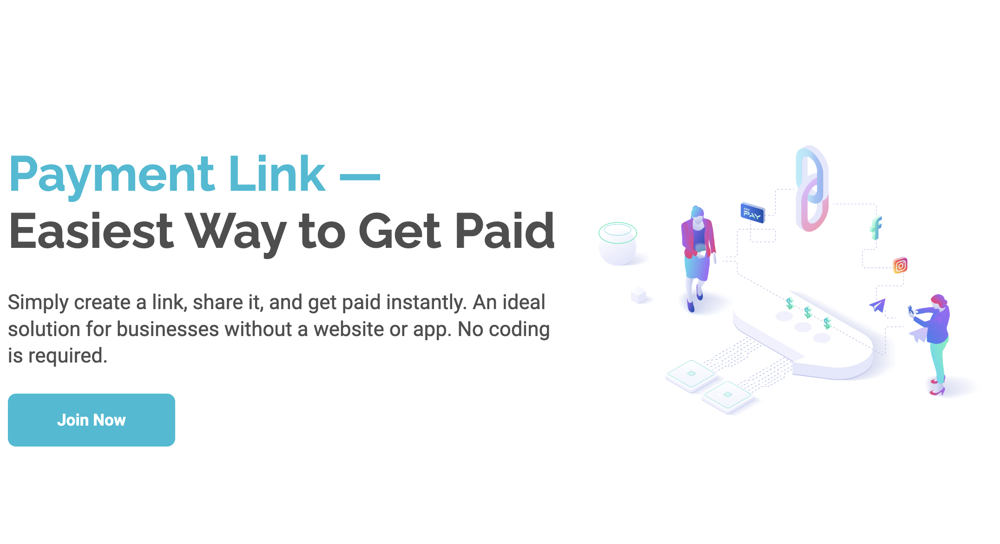 Payment Link —
Easiest Way to Get Paid
Simply create a link, share it, and get paid instantly. An ideal
solution for businesses without a website or app. No coding
is required.
Join Now
ABA'
PAY